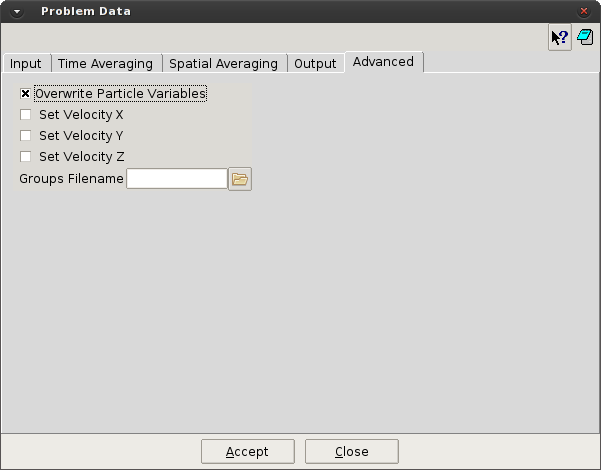 Problem Data
?
Input Time Averaging Spatial Averaging Output Advanced
Overwrite Particle Variables
Set Velocity X
Set Velocity Y
Set Velocity Z
Groups Filename
Accept Close